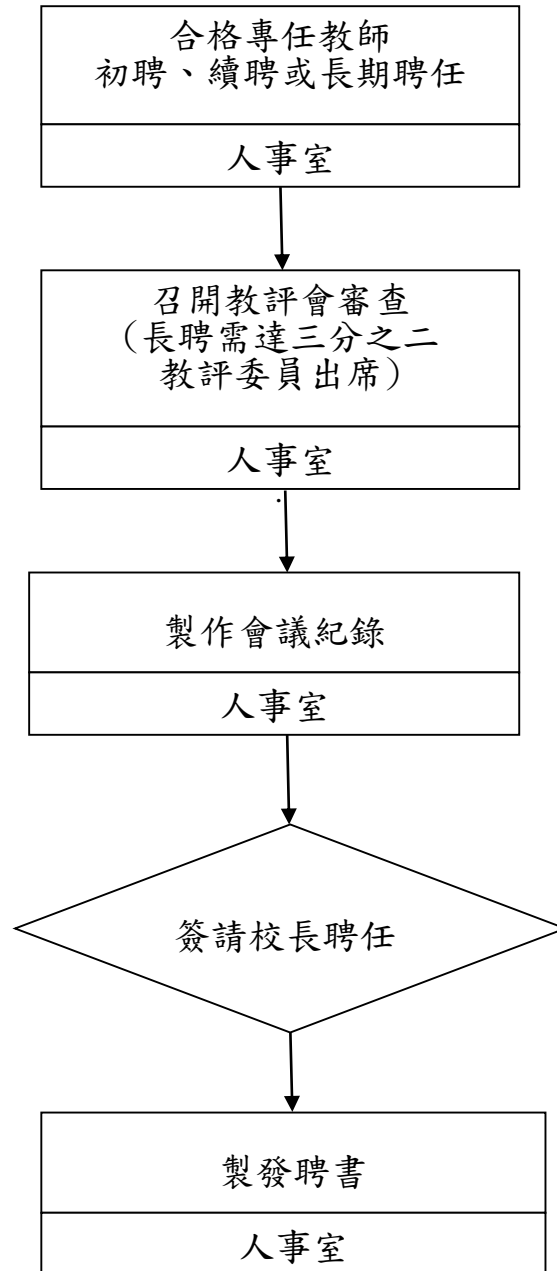 合格專任教師
初聘、續聘或長期聘任
人事室
召開教評會審查
（長聘需達三分之二
教評委員出席）
人事室
製作會議紀錄
人事室
簽請校長聘任
製發聘書
人事室